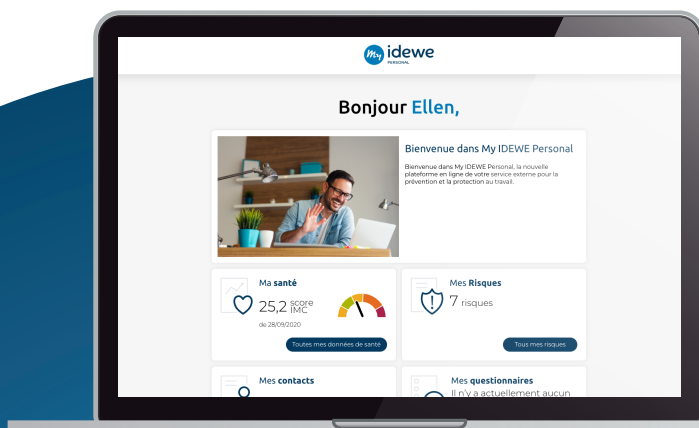 My idewe
PERSONAL
Bonjour Ellen,
Bienvenue dans My IDEWE Personal
Bienvenue dans My IDEWE Personal, la nouvelle
plateforme en ligne de votre service externe pour la
prévention et la protection au travail.
Ma santé
25,2 score
IMC
de 28/09/2020
Toutes mes données de santé
Mes Risques
7 risques
Tous mes risques
Mes contacts
Mes questionnaires
Il n'y a actuellement aucun